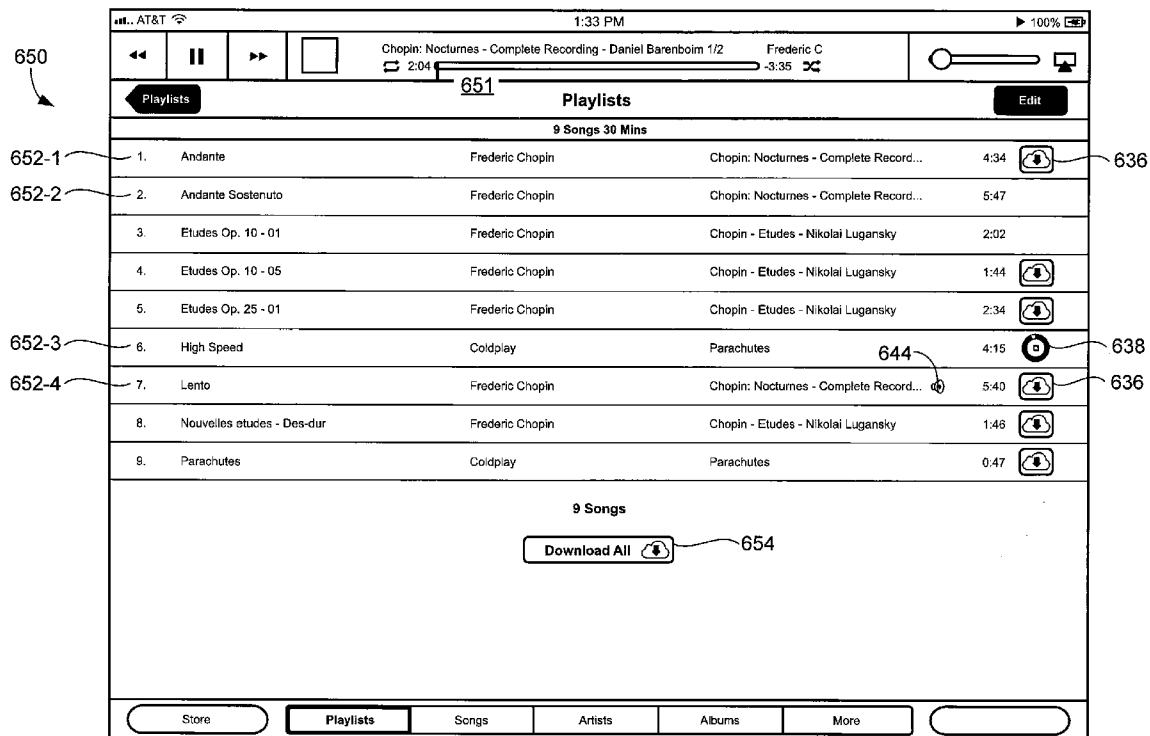 AT&T 1:33 PM 100%
Chopin: Nocturnes - Complete Recording - Daniel Barenboim 1/2 Frederic C
2:04 -3:35
650
651
Playlists Playlists Edit
9 Songs 30 Mins
652-1 1. Andante Frederic Chopin Chopin: Nocturnes - Complete Record... 4:34 636
652-2 2. Andante Sostenuto Frederic Chopin Chopin: Nocturnes - Complete Record... 5:47
3. Etudes Op. 10 - 01 Frederic Chopin Chopin - Etudes - Nikolai Lugansky 2:02
4. Etudes Op. 10 - 05 Frederic Chopin Chopin - Etudes - Nikolai Lugansky 1:44
5. Etudes Op. 25 - 01 Frederic Chopin Chopin - Etudes - Nikolai Lugansky 2:34
652-3 6. High Speed Coldplay Parachutes 644 4:15 638
652-4 7. Lento Frederic Chopin Chopin: Nocturnes - Complete Record... 5:40 636
8. Nouvelles etudes - Des-dur Frederic Chopin Chopin - Etudes - Nikolai Lugansky 1:46
9. Parachutes Coldplay Parachutes 0:47
9 Songs
Download All 654
Store Playlists Songs Artists Albums More